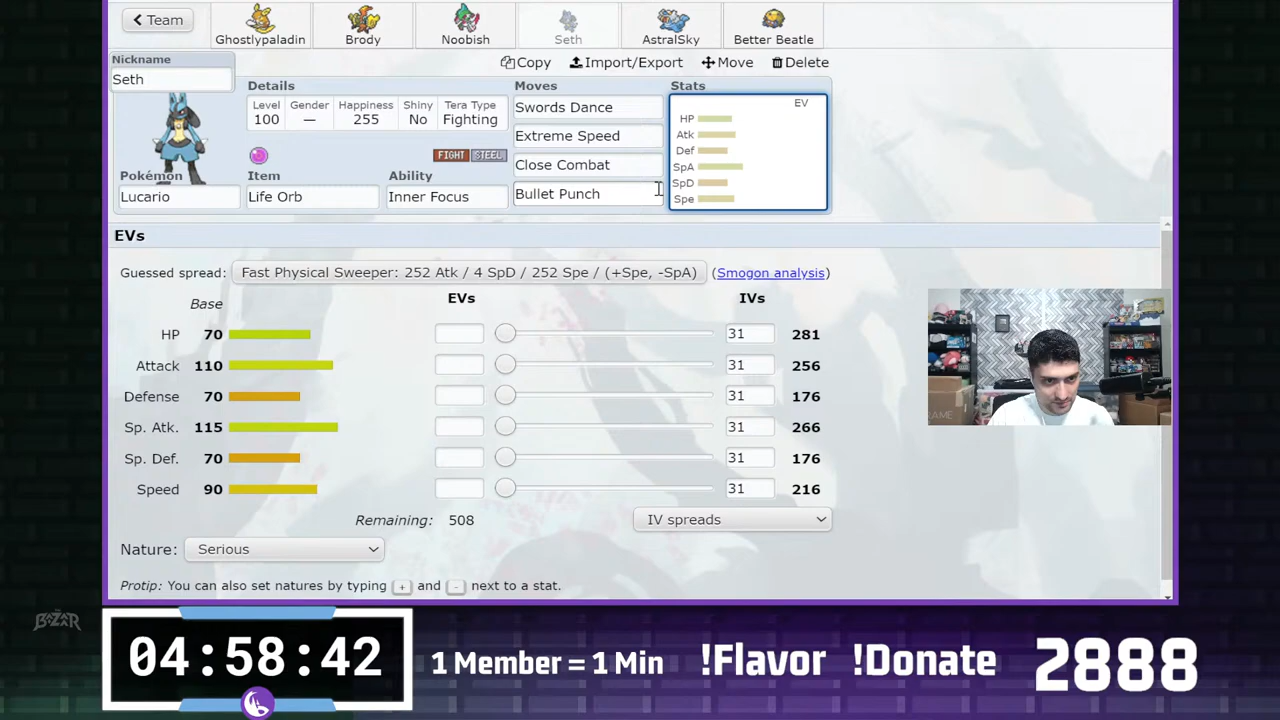 Team
Ghostlypaladin
Brody
Noobish
Seth
AstralSky
Better Beatle
Copy Import/Export Move Delete
Nickname
Seth
Details
Level Gender Happiness Shiny Tera Type
100 — 255 No Fighting
FIGHT STEEL
Pokémon Item Ability
Lucario Life Orb Inner Focus
Moves
Swords Dance
Extreme Speed
Close Combat
Bullet Punch
Stats
EV
HP
Atk
Def
SpA
SpD
Spe
EVs
Guessed spread: Fast Physical Sweeper: 252 Atk / 4 SpD / 252 Spe / (+Spe, -SpA) (Smogon analysis)
Base EVs IVs
HP 70 31 281
Attack 110 31 256
Defense 70 31 176
Sp. Atk. 115 31 266
Sp. Def. 70 31 176
Speed 90 31 216
Remaining: 508 IV spreads
Nature: Serious
Protip: You can also set natures by typing + and - next to a stat.
BAZAR
04:58:42 1 Member = 1 Min !Flavor !Donate 2888